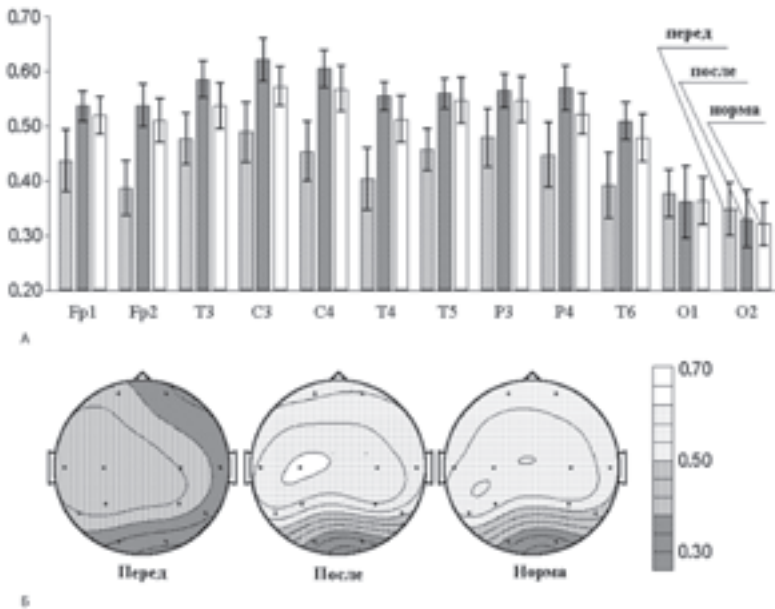 0.70
0.60
0.50
0.40
0.30
0.20
перед
после
норма
Fp1 Fp2 T3 C3 C4 T4 T5 P3 P4 T6 O1 O2
А
0.70
0.50
0.30
Перед После Норма
Б